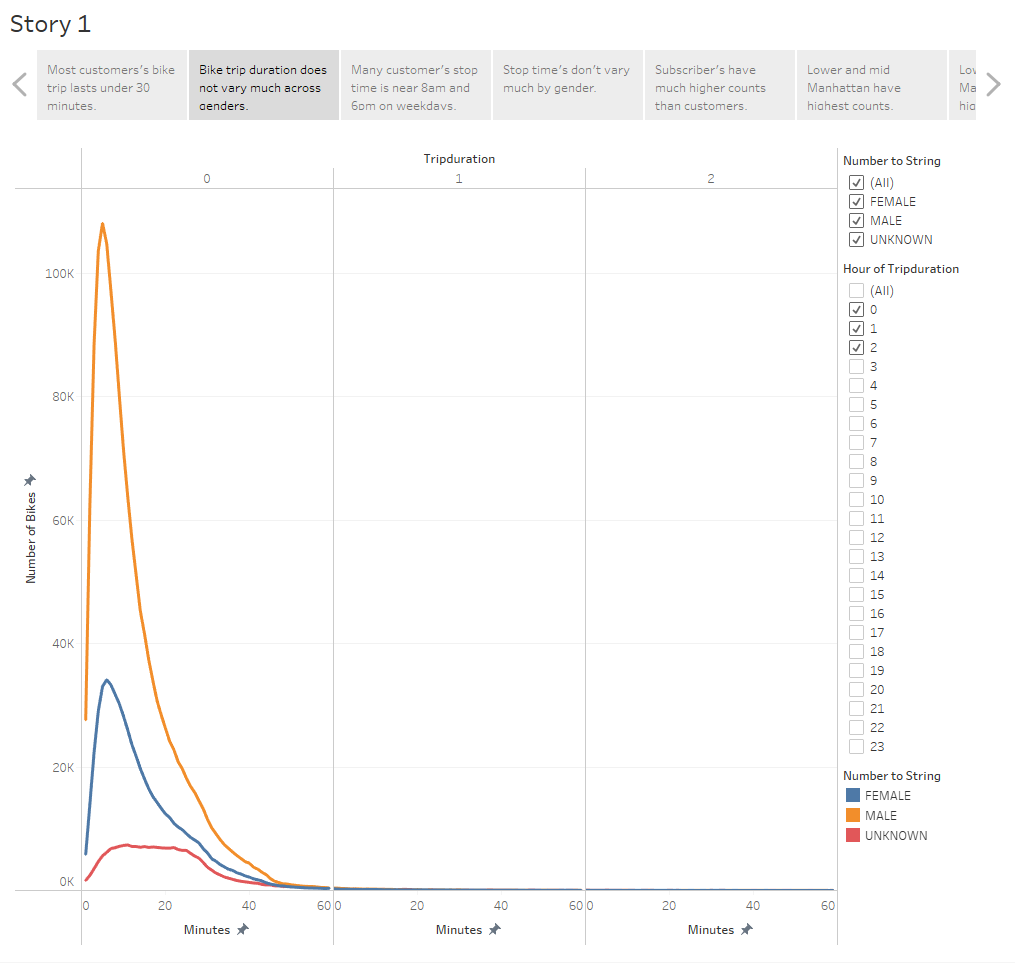 Story 1
Most customers's bike
trip lasts under 30
minutes.
Bike trip duration does
not vary much across
genders.
Many customer's stop
time is near 8am and
6pm on weekdays.
Stop time's don't vary
much by gender.
Subscriber's have
much higher counts
than customers.
Lower and mid
Manhattan have
highest counts.
Tripduration
0 1 2
100K
80K
60K
40K
20K
0K
Number of Bikes
0 20 40 60 0 20 40 60 0 20 40 60
Minutes Minutes Minutes
Number to String
(All)
FEMALE
MALE
UNKNOWN
Hour of Tripduration
(All)
0
1
2
3
4
5
6
7
8
9
10
11
12
13
14
15
16
17
18
19
20
21
22
23
Number to String
FEMALE
MALE
UNKNOWN